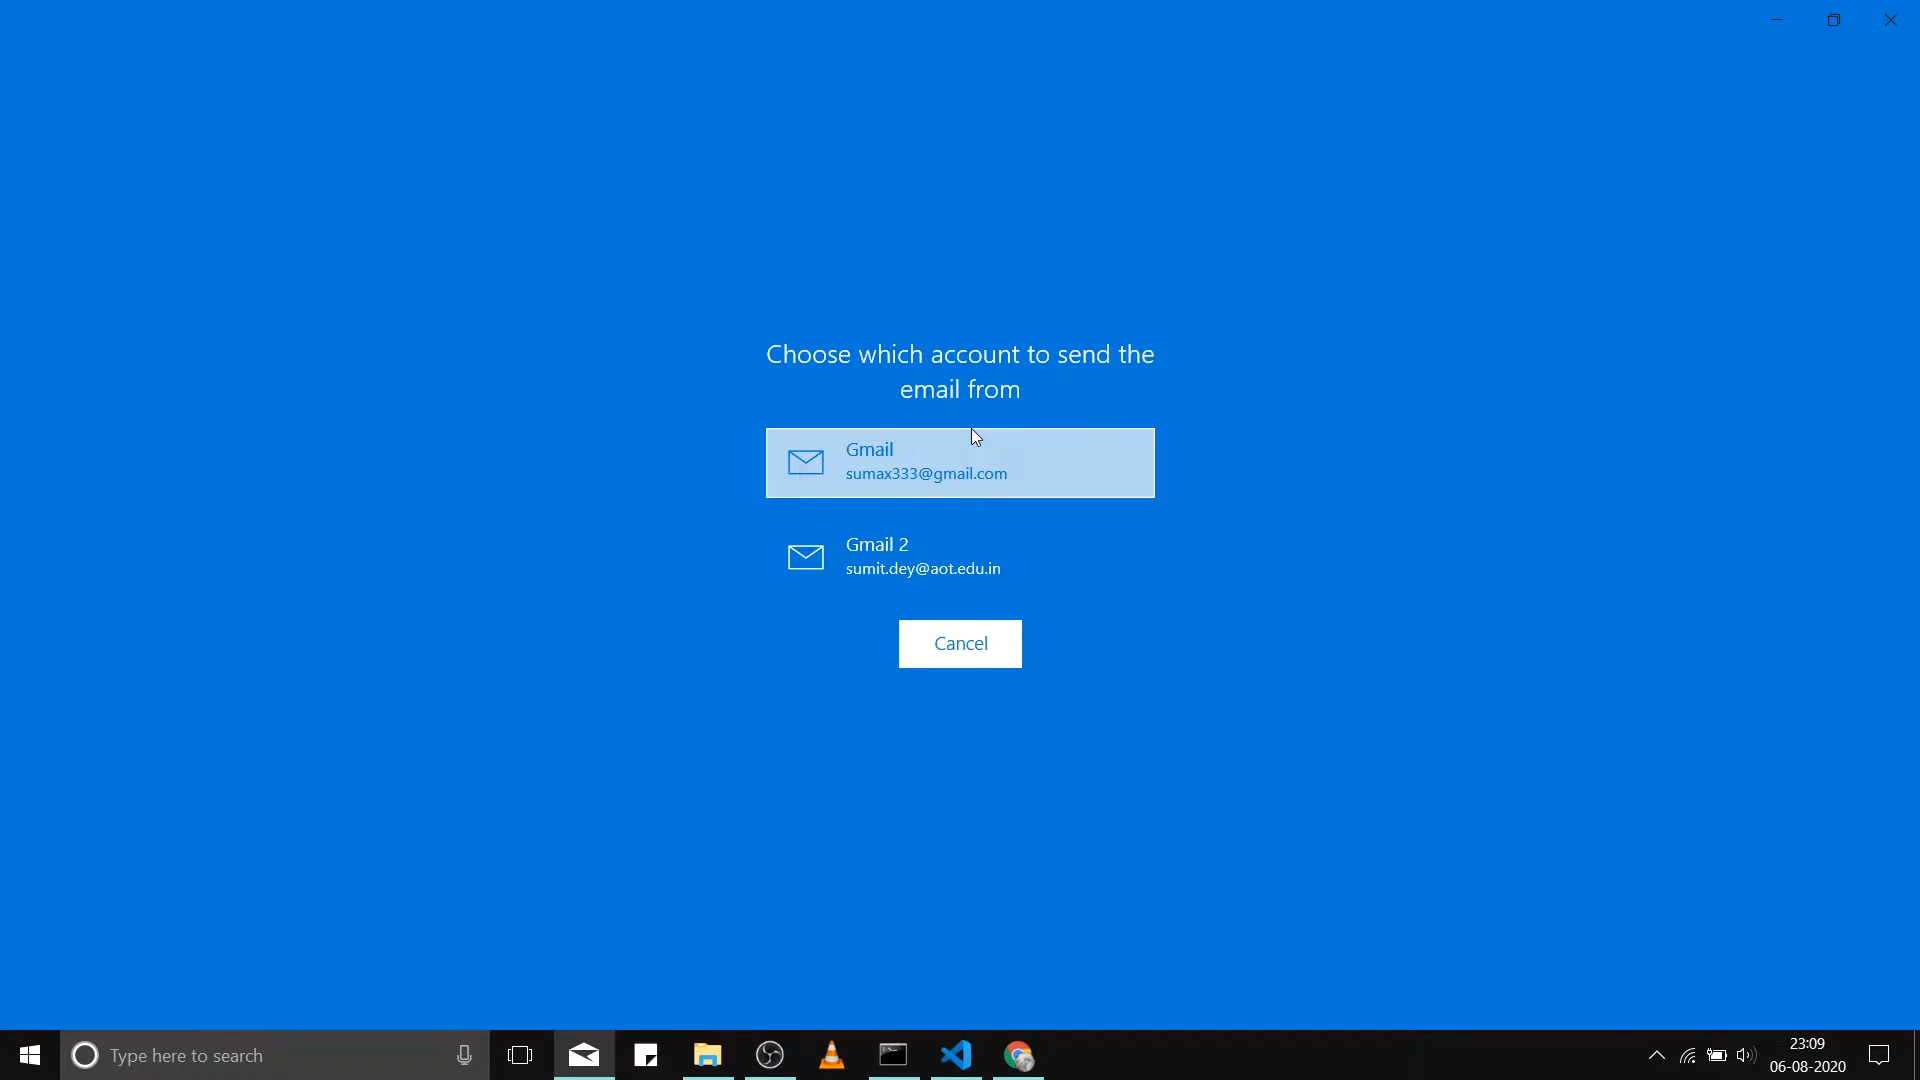 Choose which account to send the
email from
Gmail
sumax333@gmail.com
Gmail 2
sumit.dey@aot.edu.in
Cancel
Type here to search
23:09
06-08-2020